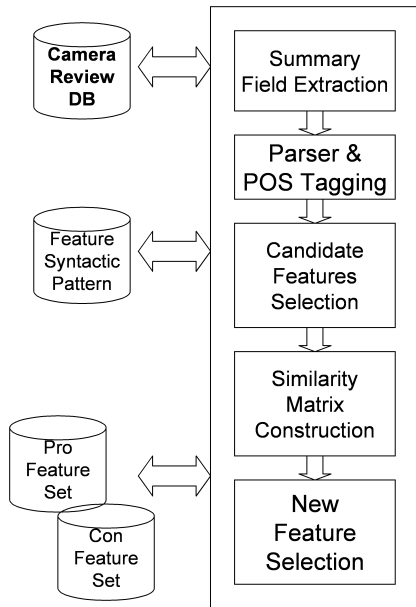 Camera
Review
DB
Summary
Field Extraction
Parser &
POS Tagging
Feature
Syntactic
Pattern
Candidate
Features
Selection
Similarity
Matrix
Construction
Pro
Feature
Set
Con
Feature
Set
New
Feature
Selection